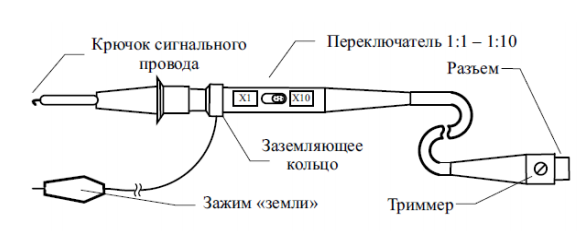 Крючок сигнального
провода
Переключатель 1:1 – 1:10
Разъем
X1
X10
Заземляющее
кольцо
Зажим «земли»
Триммер